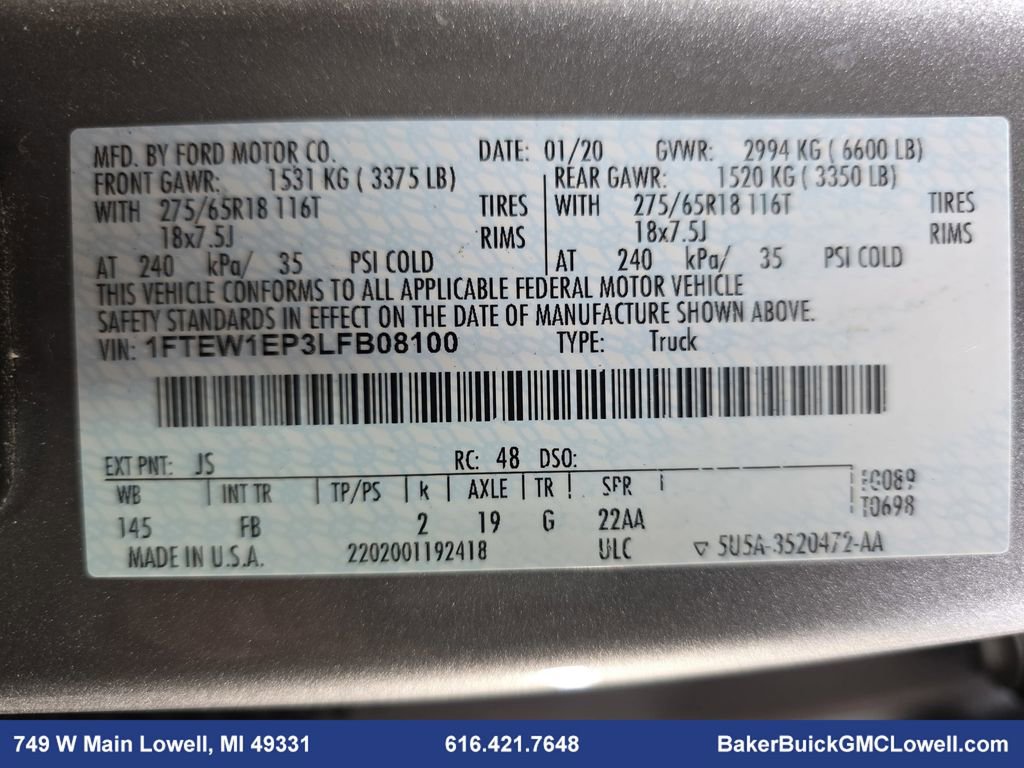 MFD. BY FORD MOTOR CO. DATE: 01/20 GVWR: 2994 KG ( 6600 LB)
FRONT GAWR: 1531 KG ( 3375 LB) REAR GAWR: 1520 KG ( 3350 LB)
WITH 275/65R18 116T TIRES WITH 275/65R18 116T TIRES
18x7.5J RIMS 18x7.5J RIMS
AT 240 kPa/ 35 PSI COLD AT 240 kPa/ 35 PSI COLD
THIS VEHICLE CONFORMS TO ALL APPLICABLE FEDERAL MOTOR VEHICLE
SAFETY STANDARDS IN EFFECT ON THE DATE OF MANUFACTURE SHOWN ABOVE.
VIN: 1FTEW1EP3LFB08100 TYPE: Truck
EXT PNT: JS RC: 48 DSO:
WB INT TR TP/PS k AXLE TR SPR
145 FB 2 19 G 22AA
T0698
MADE IN U.S.A. 2202001192418 ULC ▽ 5U5A-3520472-AA
749 W Main Lowell, MI 49331 616.421.7648 BakerBuickGMCLowell.com